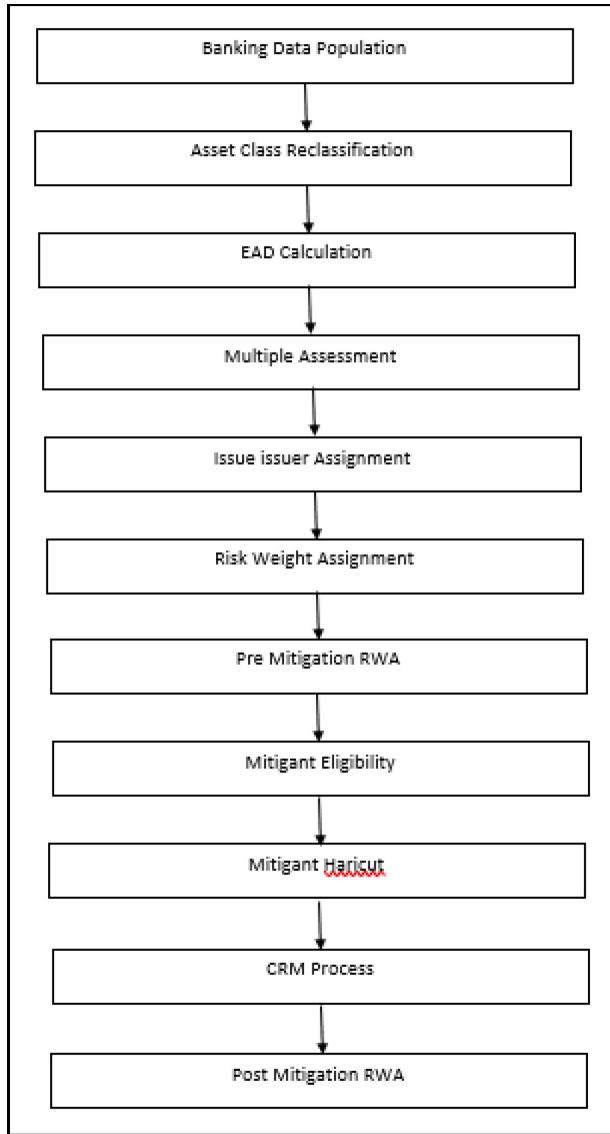 Banking Data Population
Asset Class Reclassification
EAD Calculation
Multiple Assessment
Issue issuer Assignment
Risk Weight Assignment
Pre Mitigation RWA
Mitigant Eligibility
Mitigant Haricut
CRM Process
Post Mitigation RWA